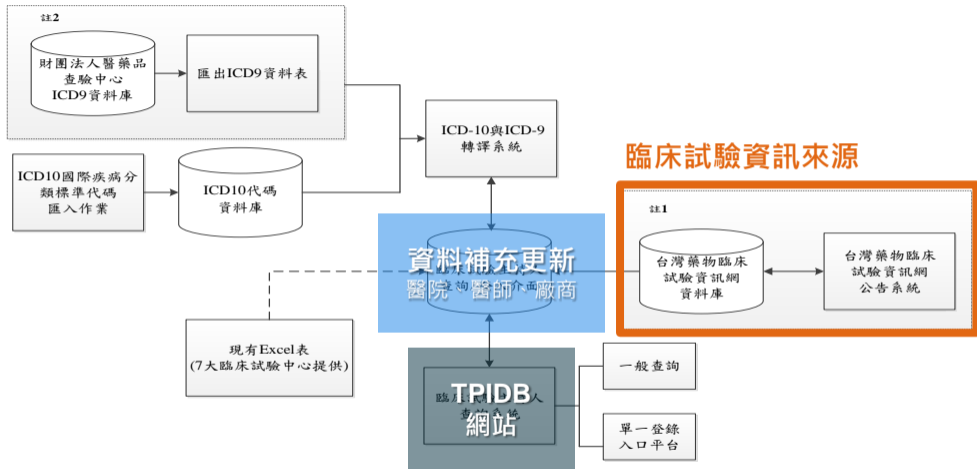 註2
財團法人醫藥品
查驗中心
ICD9資料庫
匯出ICD9資料表
ICD-10與ICD-9
轉譯系統
ICD10國際疾病分
類標準代碼
匯入作業
ICD10代碼
資料庫
臨床試驗資訊來源
註1
台灣藥物臨床
試驗資訊網
資料庫
台灣藥物臨床
試驗資訊網
公告系統
資料補充更新
醫院、醫師、廠商
現有Excel表
(7大臨床試驗中心提供)
TPIDB
網站
一般查詢
單一登錄
入口平台